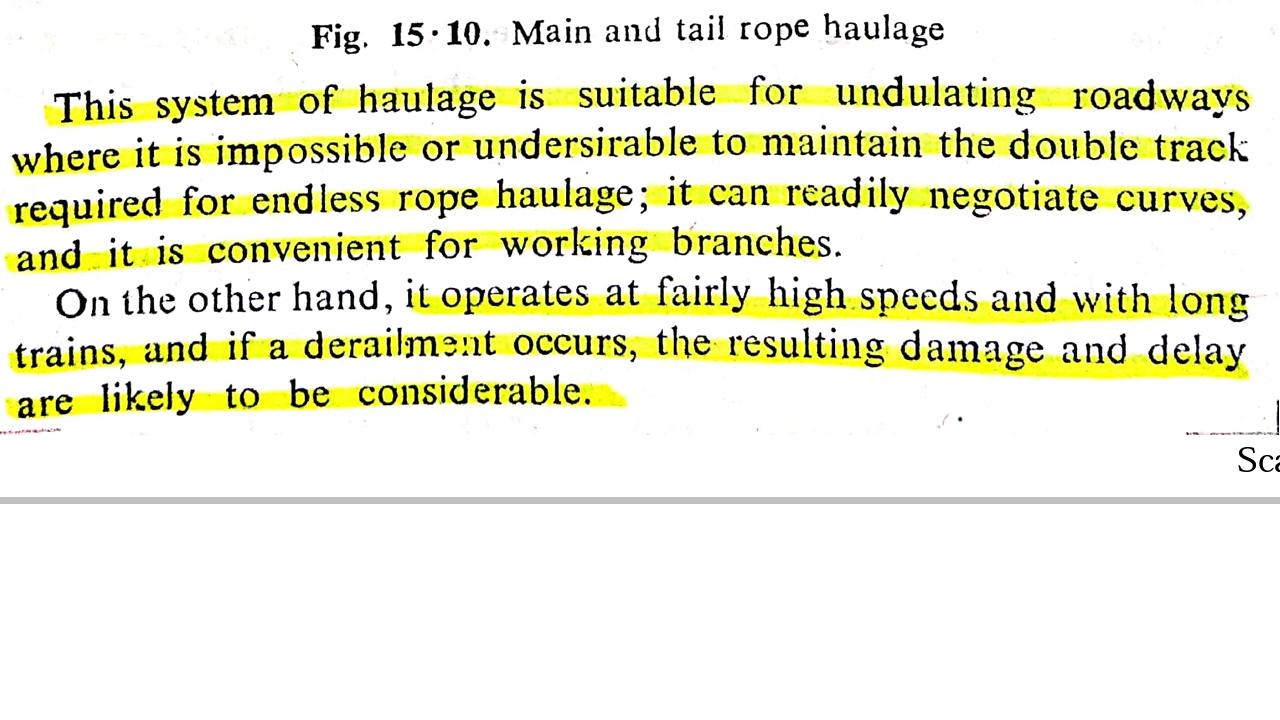 Fig. 15·10. Main and tail rope haulage
This system of haulage is suitable for undulating roadways
where it is impossible or undersirable to maintain the double track
required for endless rope haulage; it can readily negotiate curves,
and it is convenient for working branches.
On the other hand, it operates at fairly high speeds and with long
trains, and if a derailment occurs, the resulting damage and delay
are likely to be considerable.